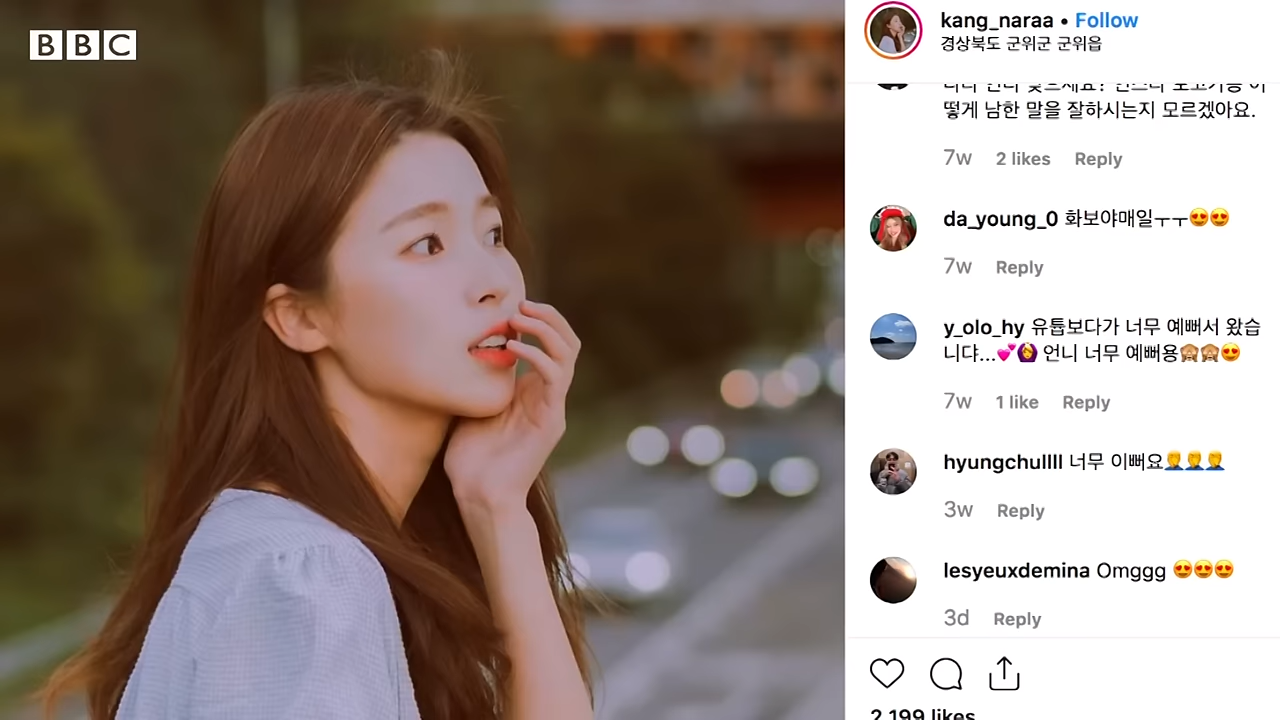 BBC
kang_naraa • Follow
경상북도 군위군 군위읍
떻게 남한 말을 잘하시는지 모르겠아요.
7w 2 likes Reply
da_young_0 화보야매일ㅜㅜ😍😍
7w Reply
y_olo_hy 유튭보다가 너무 예뻐서 왔습
니댜...💕🙆 언니 너무 예뻐용🙈🙈😍
7w 1 like Reply
hyungchullll 너무 이뻐요🤦‍♂️🤦‍♂️🤦‍♂️
3w Reply
lesyeuxdemina Omggg 😍😍😍
3d Reply
2,199 likes